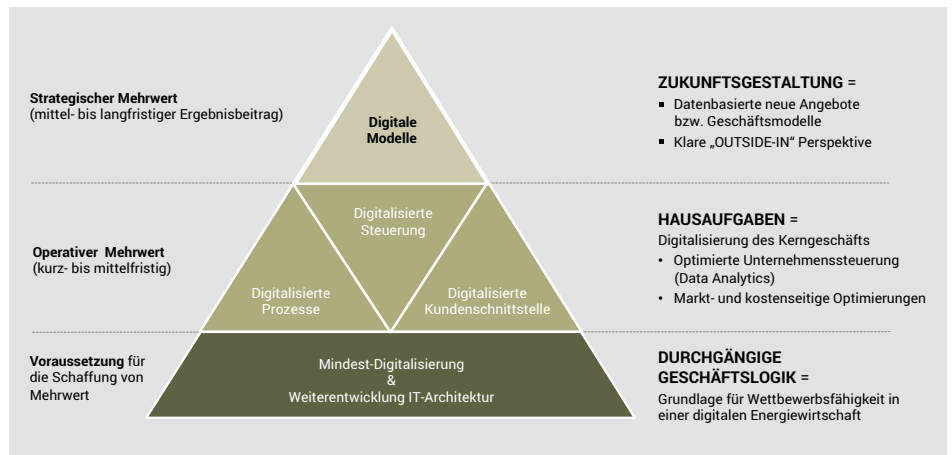 Strategischer Mehrwert
(mittel- bis langfristiger Ergebnisbeitrag)
Digitale
Modelle
ZUKUNFTSGESTALTUNG =
▪ Datenbasierte neue Angebote
bzw. Geschäftsmodelle
▪ Klare „OUTSIDE-IN" Perspektive
Operativer Mehrwert
(kurz- bis mittelfristig)
Digitalisierte
Steuerung
Digitalisierte
Prozesse
Digitalisierte
Kundenschnittstelle
HAUSAUFGABEN =
Digitalisierung des Kerngeschäfts
• Optimierte Unternehmenssteuerung
(Data Analytics)
• Markt- und kostenseitige Optimierungen
Voraussetzung für
die Schaffung von
Mehrwert
Mindest-Digitalisierung
&
Weiterentwicklung IT-Architektur
DURCHGÄNGIGE
GESCHÄFTSLOGIK =
Grundlage für Wettbewerbsfähigkeit in
einer digitalen Energiewirtschaft